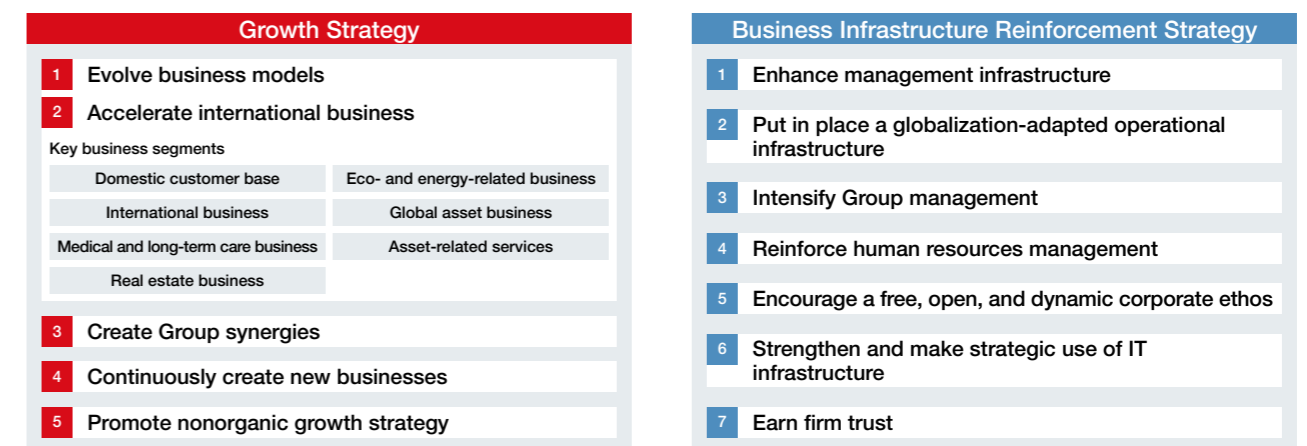 Growth Strategy
1 Evolve business models
2 Accelerate international business
Key business segments
Domestic customer base
Eco- and energy-related business
International business
Global asset business
Medical and long-term care business
Asset-related services
Real estate business
3 Create Group synergies
4 Continuously create new businesses
5 Promote nonorganic growth strategy
Business Infrastructure Reinforcement Strategy
1 Enhance management infrastructure
2 Put in place a globalization-adapted operational
infrastructure
3 Intensify Group management
4 Reinforce human resources management
5 Encourage a free, open, and dynamic corporate ethos
6 Strengthen and make strategic use of IT
infrastructure
7 Earn firm trust